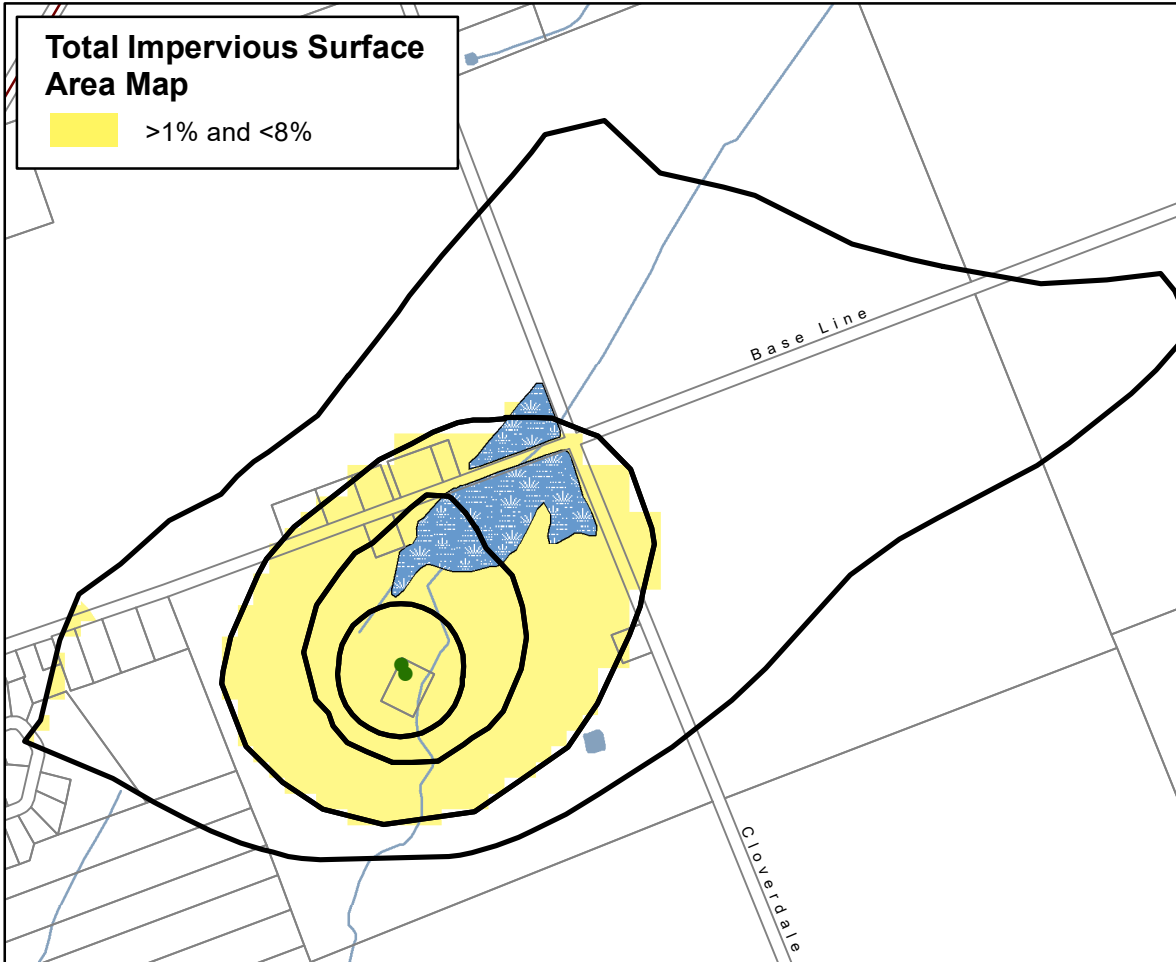 Total Impervious Surface
Area Map
>1% and <8%
Base Line
Cloverdale